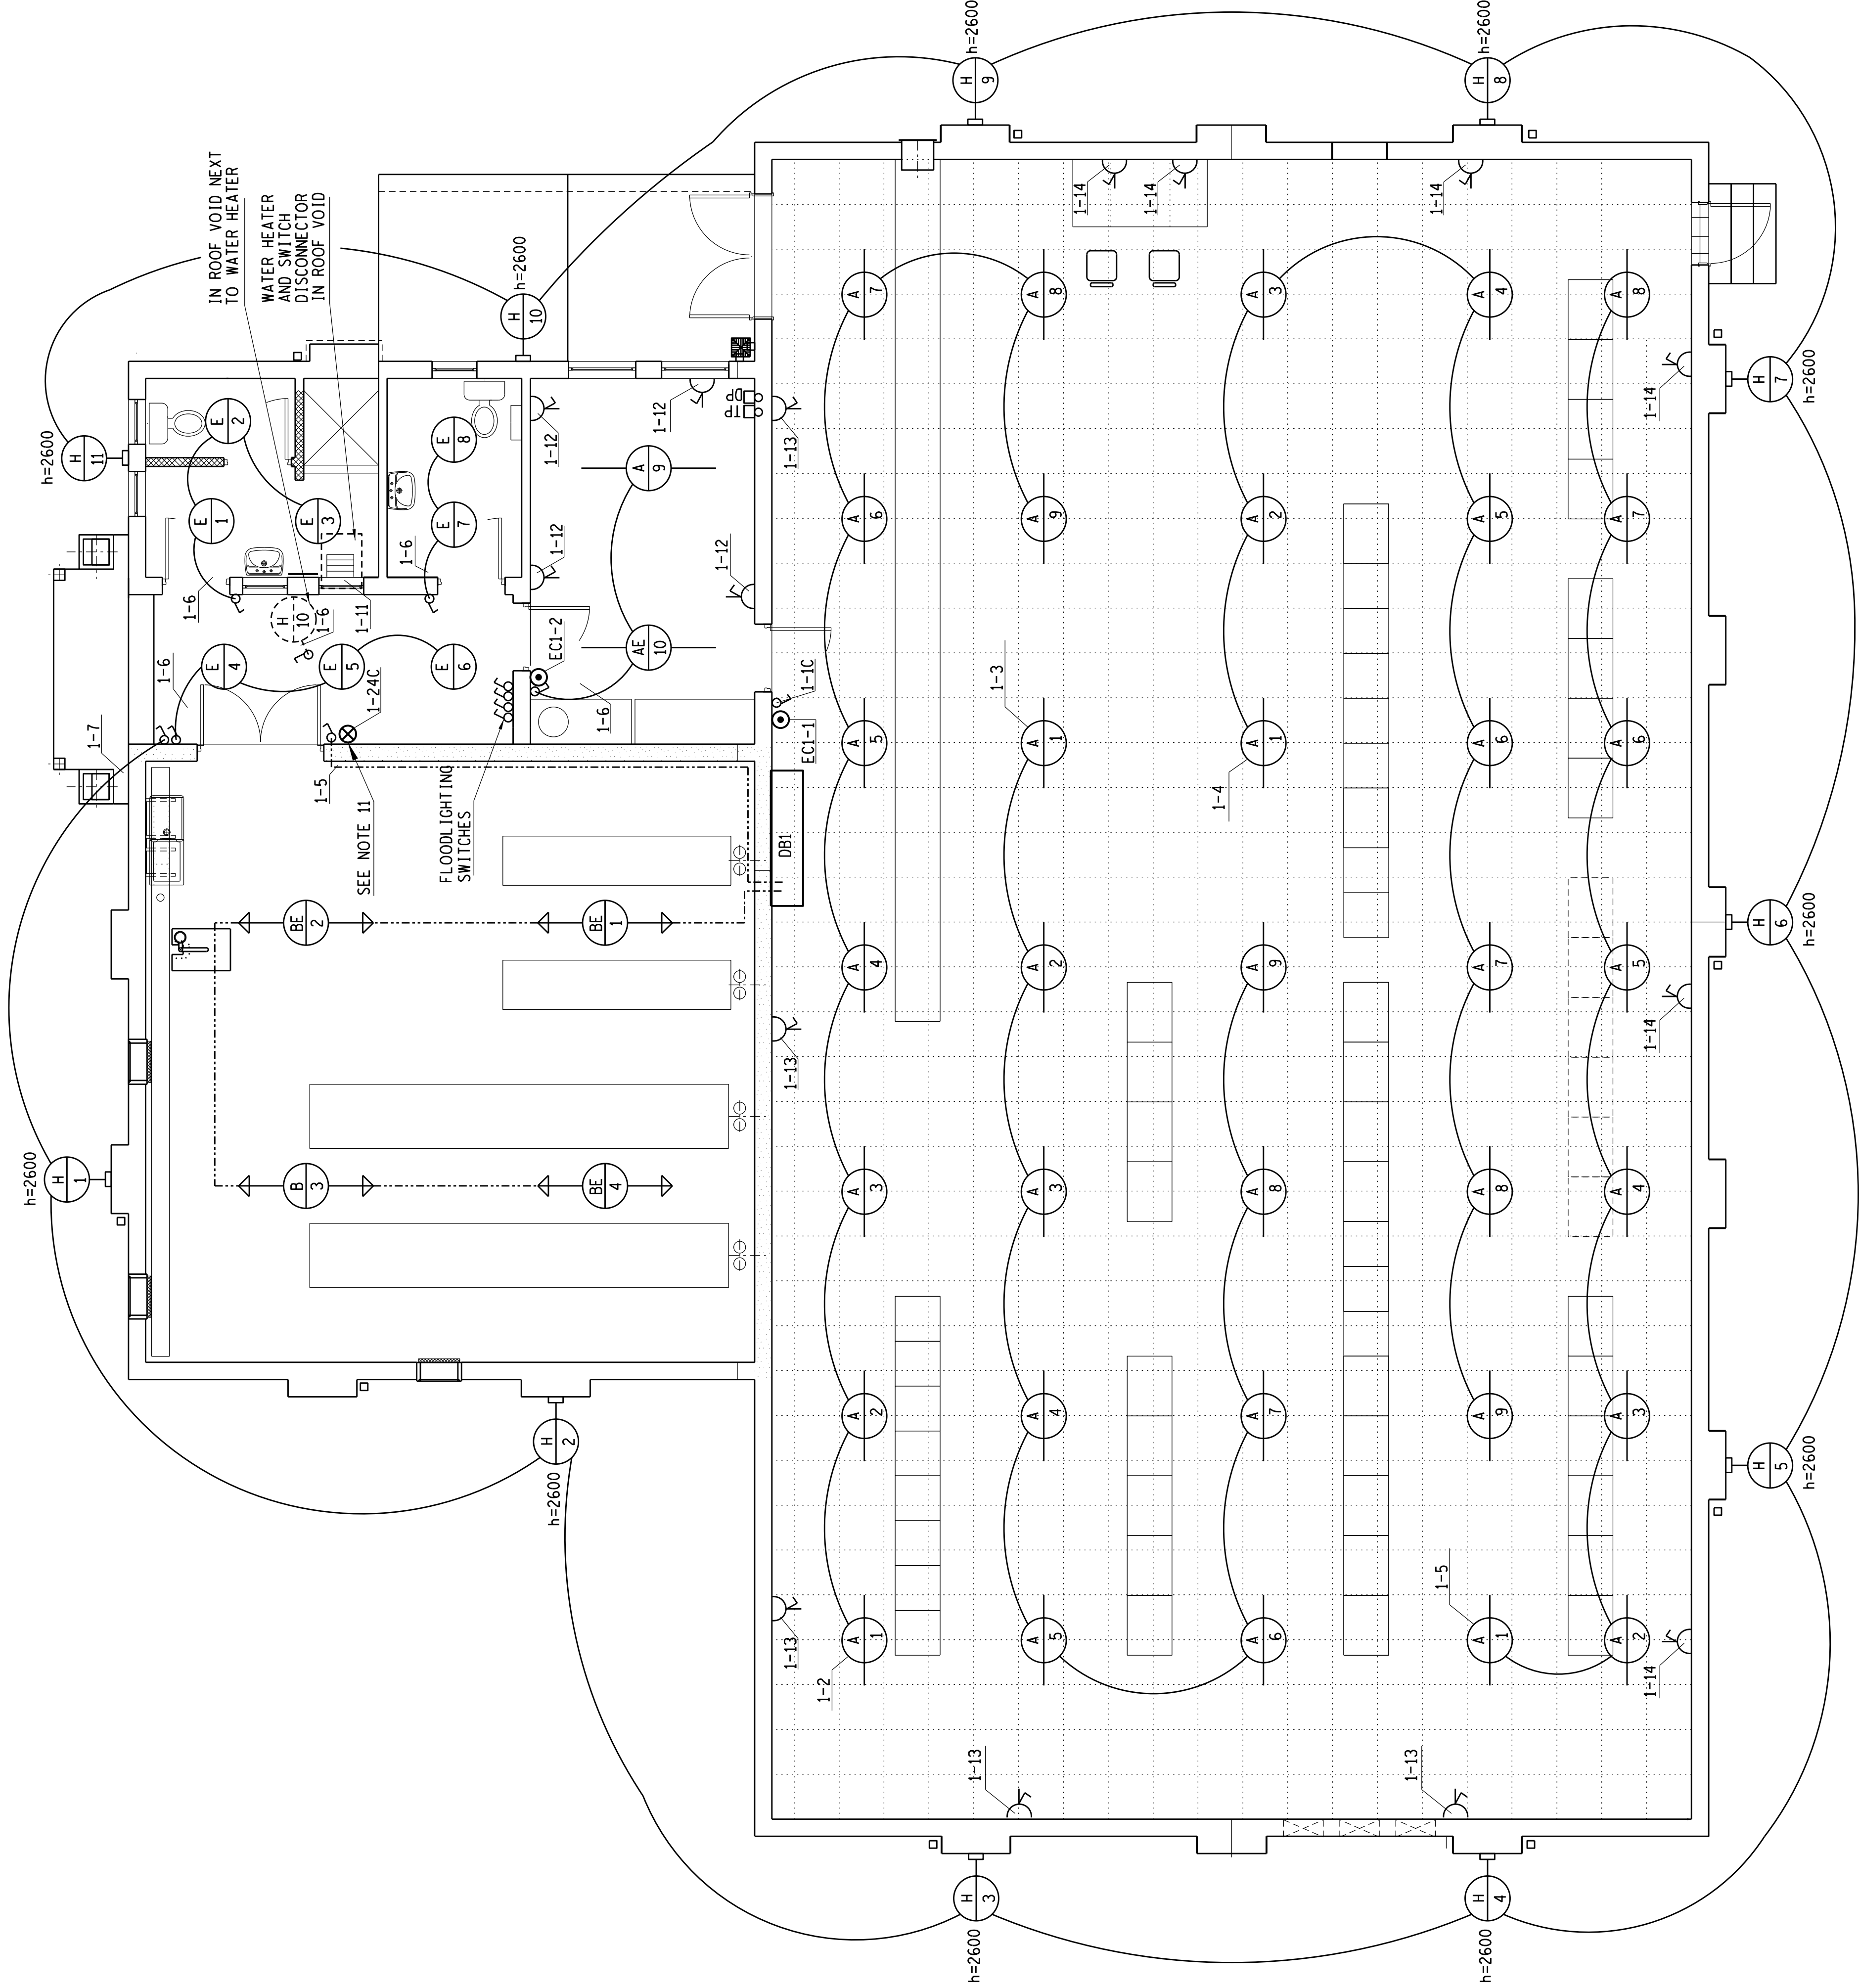 h=2600
H
1
h=2600
H
11
1-7
1-6
1-6
E
4
E
1
E
2
IN ROOF VOID NEXT
TO WATER HEATER
WATER HEATER
AND SWITCH
DISCONNECTOR
IN ROOF VOID
H
10
1-6
E
3
B
3
BE
2
1-5
E
5
1-11
SEE NOTE 11
1-24C
1-6
FLOODLIGHTING
SWITCHES
E
6
E
7
E
8
H
10
h=2600
h=2600
H
2
EC1-2
1-12
1-12
BE
4
BE
1
1-6
AE
10
A
9
1-12
1-12
TP
DP
1-13
1-13
DB1
1-13
EC1-1
1-1C
1-2
A
1
A
2
A
3
A
4
A
5
A
6
A
7
h=2600
H
3
1-13
H
9
h=2600
1-3
A
5
A
4
A
3
A
2
A
1
A
9
A
8
1-14
1-14
1-4
A
6
A
7
A
8
A
9
A
1
A
2
A
3
1-13
1-5
1-14
h=2600
H
4
H
8
h=2600
A
1
A
9
A
8
A
7
A
6
A
5
A
4
A
2
A
3
A
4
A
5
A
6
A
7
A
8
1-14
1-14
1-14
H
5
h=2600
H
6
h=2600
H
7
h=2600